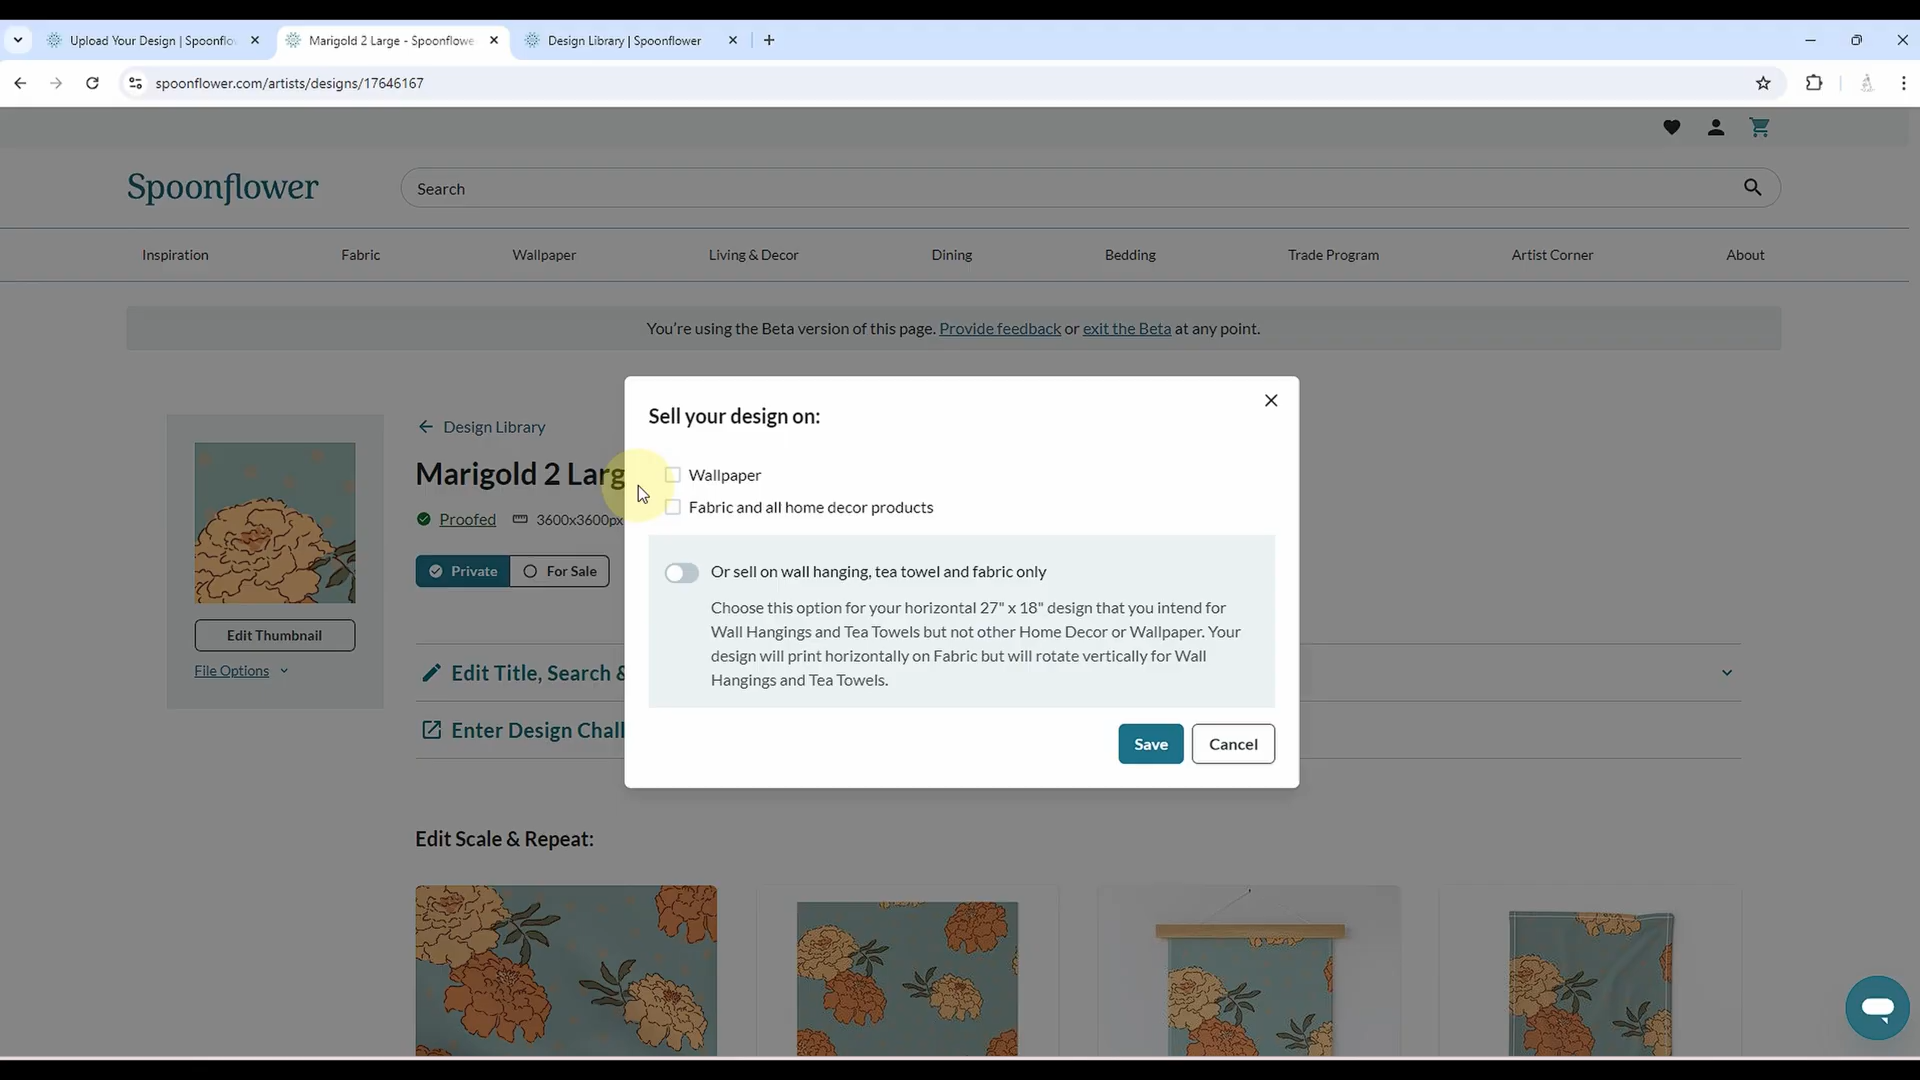 Upload Your Design | Spoonflo
Marigold 2 Large - Spoonflowe
Design Library | Spoonflower
spoonflower.com/artists/designs/17646167
Spoonflower
Search
Inspiration
Fabric
Wallpaper
Living & Decor
Dining
Bedding
Trade Program
Artist Corner
About
You're using the Beta version of this page. Provide feedback or exit the Beta at any point.
Design Library
Marigold 2 Larg
Proofed
3600x3600px
Private
For Sale
Edit Thumbnail
File Options
Edit Title, Search &
Enter Design Chall
Sell your design on:
Wallpaper
Fabric and all home decor products
Or sell on wall hanging, tea towel and fabric only
Choose this option for your horizontal 27" x 18" design that you intend for
Wall Hangings and Tea Towels but not other Home Decor or Wallpaper. Your
design will print horizontally on Fabric but will rotate vertically for Wall
Hangings and Tea Towels.
Save
Cancel
Edit Scale & Repeat: